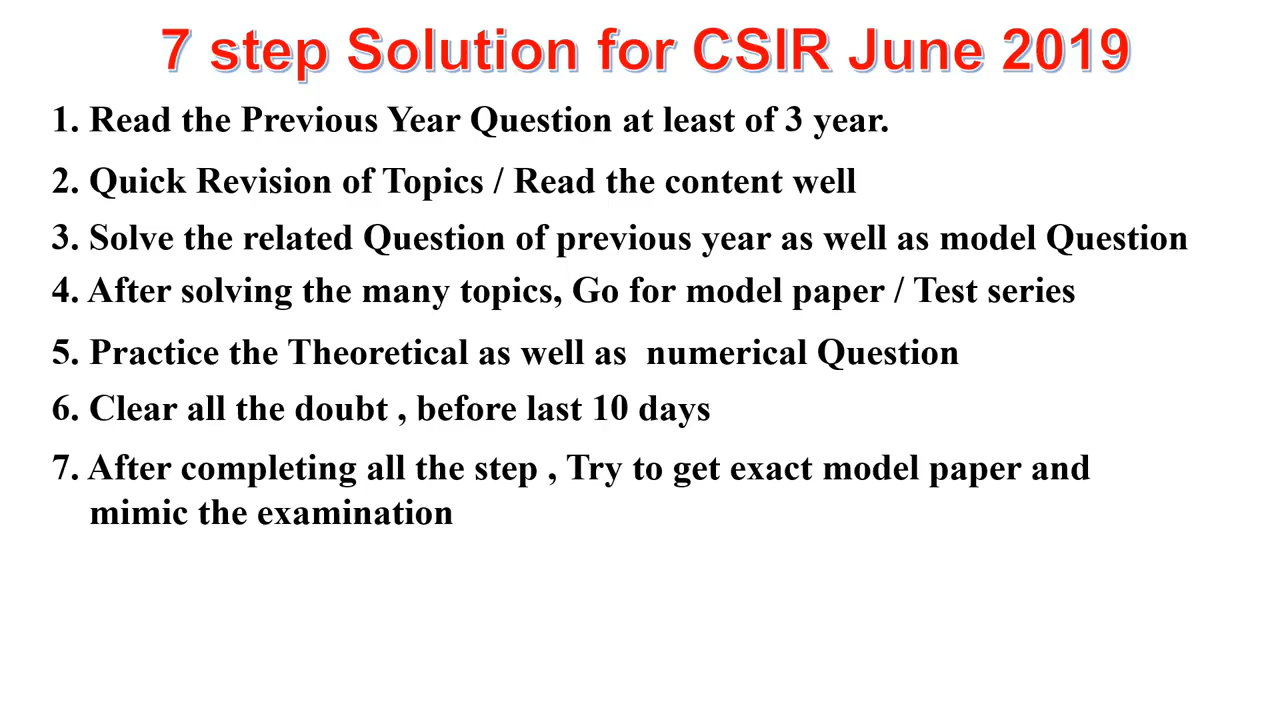 7 step Solution for CSIR June 2019
1. Read the Previous Year Question at least of 3 year.
2. Quick Revision of Topics / Read the content well
3. Solve the related Question of previous year as well as model Question
4. After solving the many topics, Go for model paper / Test series
5. Practice the Theoretical as well as  numerical Question
6. Clear all the doubt , before last 10 days
7. After completing all the step , Try to get exact model paper and
mimic the examination